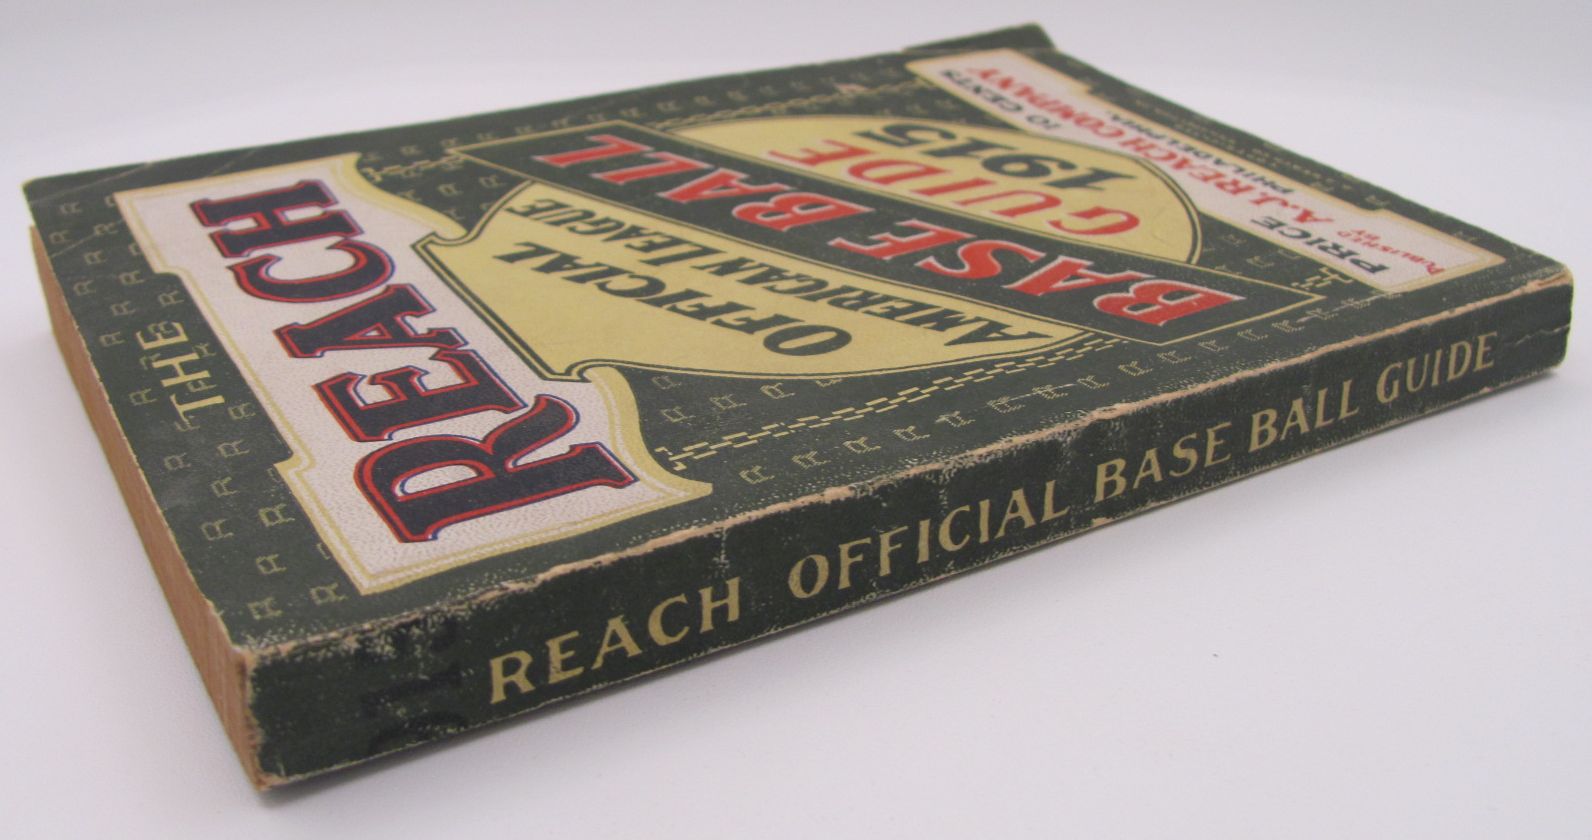 THE
REACH
OFFICIAL
AMERICAN LEAGUE
BASE BALL
GUIDE
1915
PRICE 10 CENTS
PUBLISHED BY
A.J. REACH COMPANY
PHILADELPHIA.
REACH OFFICIAL BASE BALL GUIDE